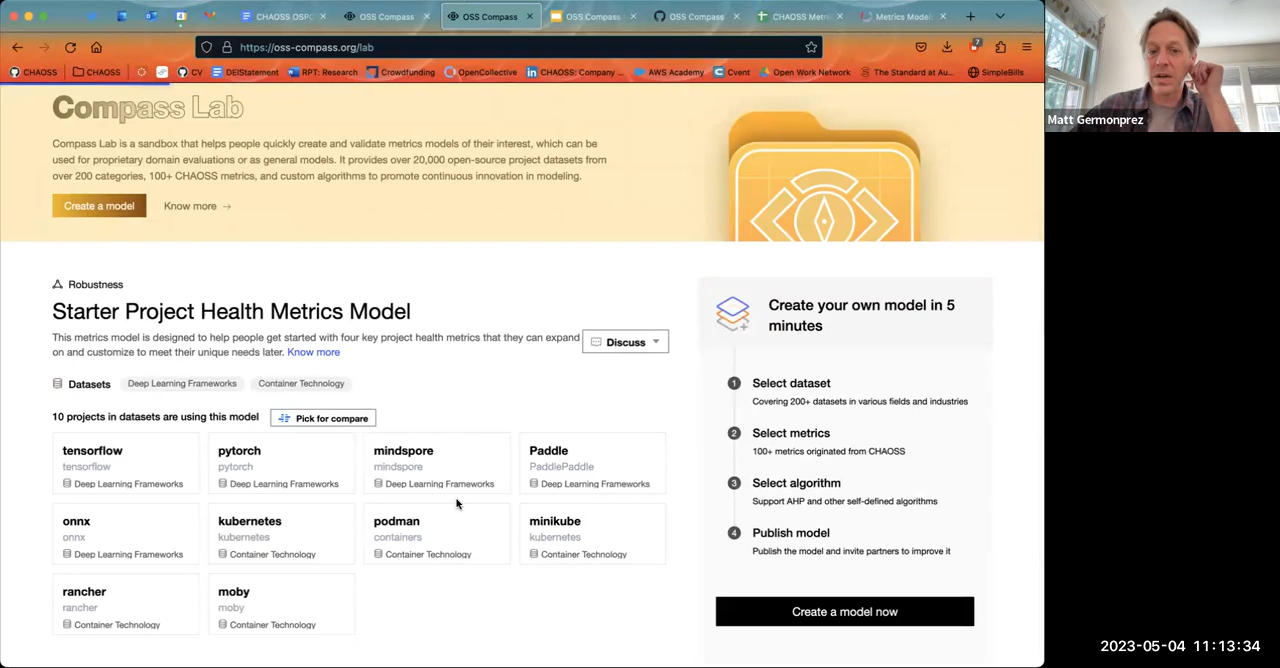 CHAOSS OSPO
OSS Compass
OSS Compass
OSS Compass
OSS Compass
CHAOSS Metr
Metrics Model
https://oss-compass.org/lab
7
CHAOSS
CHAOSS
CV
DEIStatement
RPT: Research
Crowdfunding
OpenCollective
CHAOSS: Company ...
AWS Academy
Cvent
Open Work Network
The Standard at Au...
SimpleBills
Matt Germonprez
Compass Lab
Compass Lab is a sandbox that helps people quickly create and validate metrics models of their interest, which can be
used for proprietary domain evaluations or as general models. It provides over 20,000 open-source project datasets from
over 200 categories, 100+ CHAOSS metrics, and custom algorithms to promote continuous innovation in modeling.
Create a model
Know more →
Robustness
Starter Project Health Metrics Model
This metrics model is designed to help people get started with four key project health metrics that they can expand
on and customize to meet their unique needs later. Know more
Discuss
Datasets
Deep Learning Frameworks
Container Technology
10 projects in datasets are using this model
Pick for compare
tensorflow
tensorflow
Deep Learning Frameworks
pytorch
pytorch
Deep Learning Frameworks
mindspore
mindspore
Deep Learning Frameworks
Paddle
PaddlePaddle
Deep Learning Frameworks
onnx
onnx
Deep Learning Frameworks
kubernetes
kubernetes
Container Technology
podman
containers
Container Technology
minikube
kubernetes
Container Technology
rancher
rancher
Container Technology
moby
moby
Container Technology
Create your own model in 5
minutes
1 Select dataset
Covering 200+ datasets in various fields and industries
2 Select metrics
100+ metrics originated from CHAOSS
3 Select algorithm
Support AHP and other self-defined algorithms
4 Publish model
Publish the model and invite partners to improve it
Create a model now
2023-05-04 11:13:34